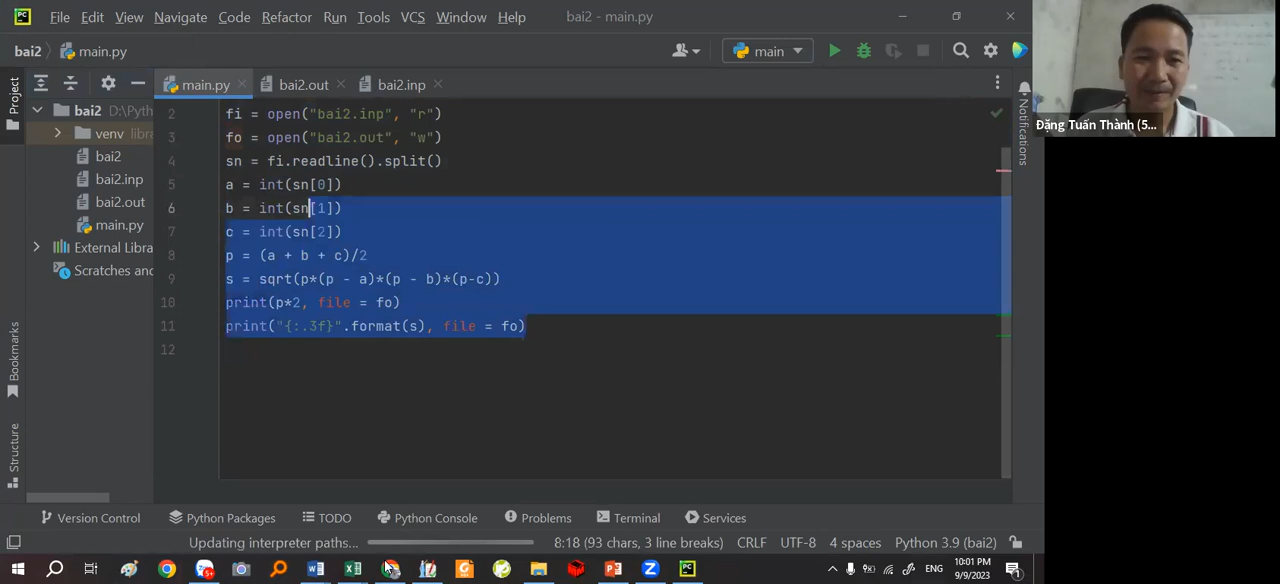 File Edit View Navigate Code Refactor Run Tools VCS Window Help bai2 - main.py
bai2 main.py main
main.py bai2.out bai2.inp
Project
bai2 D:\Pyth
venv libra
bai2
bai2.inp
bai2.out
main.py
External Libra
Scratches and
2 fi = open("bai2.inp", "r")
3 fo = open("bai2.out", "w")
4 sn = fi.readline().split()
5 a = int(sn[0])
6 b = int(sn[1])
7 c = int(sn[2])
8 p = (a + b + c)/2
9 s = sqrt(p*(p - a)*(p - b)*(p-c))
10 print(p*2, file = fo)
11 print("{:.3f}".format(s), file = fo)
12
Notifications
Đặng Tuấn Thành (5...
Bookmarks
Structure
Version Control Python Packages TODO Python Console Problems Terminal Services
Updating interpreter paths... 8:18 (93 chars, 3 line breaks) CRLF UTF-8 4 spaces Python 3.9 (bai2)
ENG 10:01 PM
9/9/2023